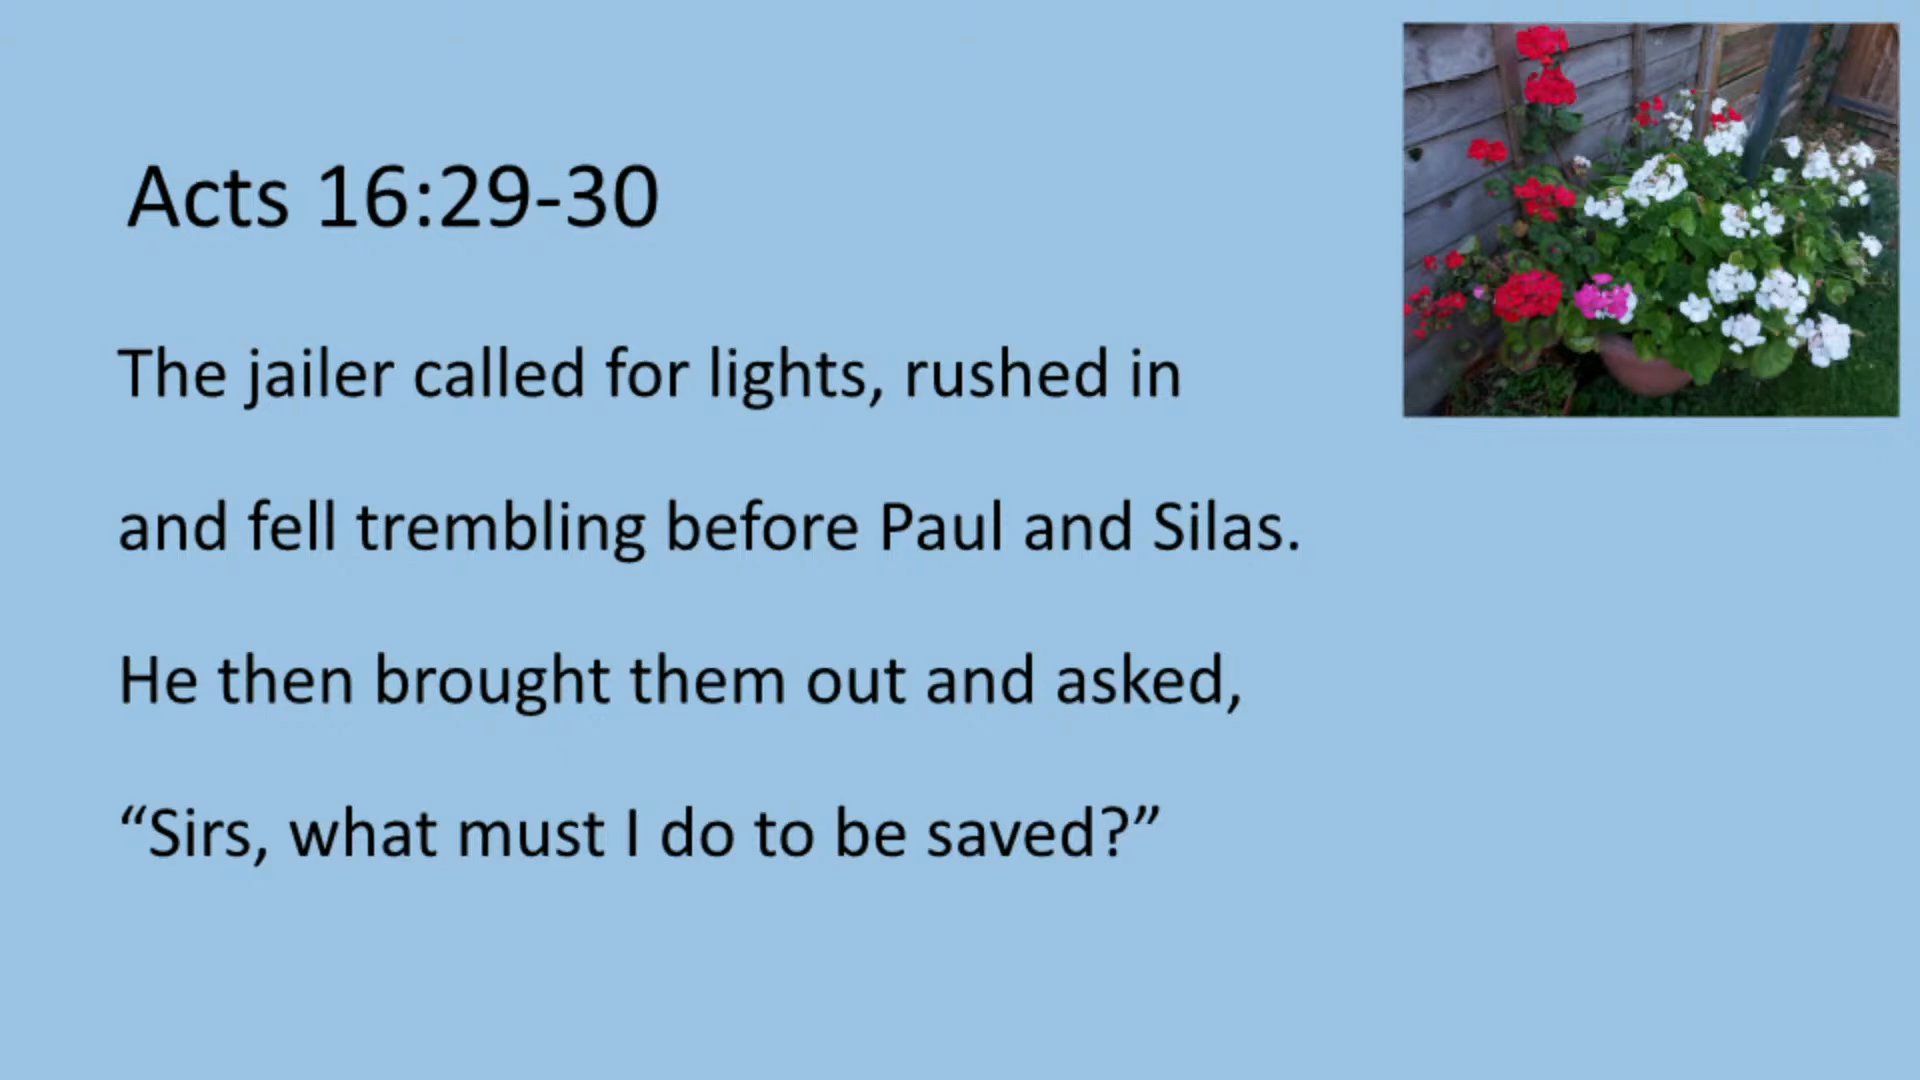 Acts 16:29-30
The jailer called for lights, rushed in
and fell trembling before Paul and Silas.
He then brought them out and asked,
“Sirs, what must I do to be saved?”